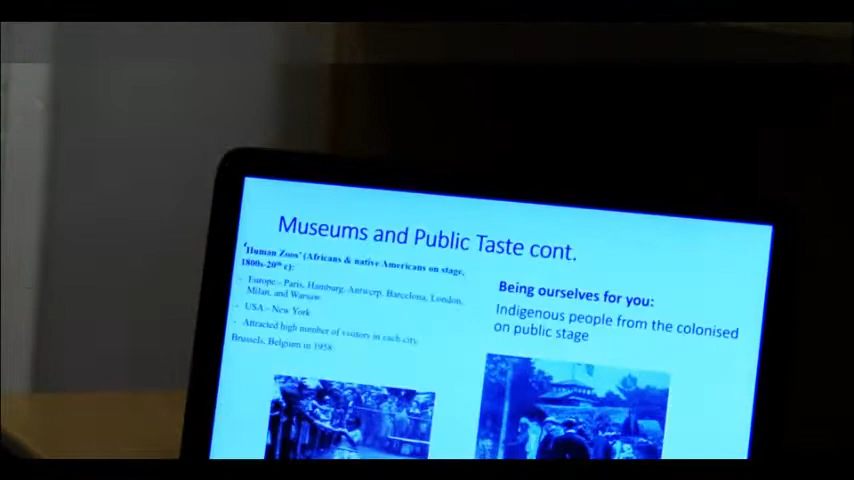 Museums and Public Taste cont.
'Human Zoos' (Africans & native Americans on stage,
1800s-20th c):
- Europe - Paris, Hamburg, Antwerp, Barcelona, London,
Milan, and Warsaw
- USA - New York
- Attracted high number of visitors in each city.
Brussels, Belgium in 1958
Being ourselves for you:
Indigenous people from the colonised
on public stage